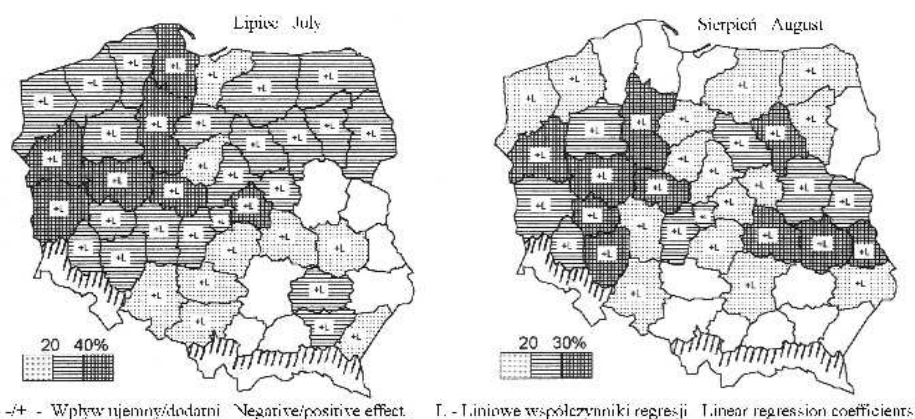 Lipiec July
Sierpień August
+L +L +L +L +L +L +L
+L +L +L +L +L +L +L
+L +L +L +L +L +L
+L +L +L +L +L +L +L
+L +L +L +L +L +L
+L +L +L +L
+L +L +L +L
+L +L +L +L +L +L +L
+L +L +L +L +L +L
+L +L +L +L +L +L
+L +L +L +L +L +L
+L +L +L +L
20 40%
20 30%
-/+ - Wpływ ujemny/dodatni Negative/positive effect
L - Liniowe współczynniki regresji Linear regression coefficients